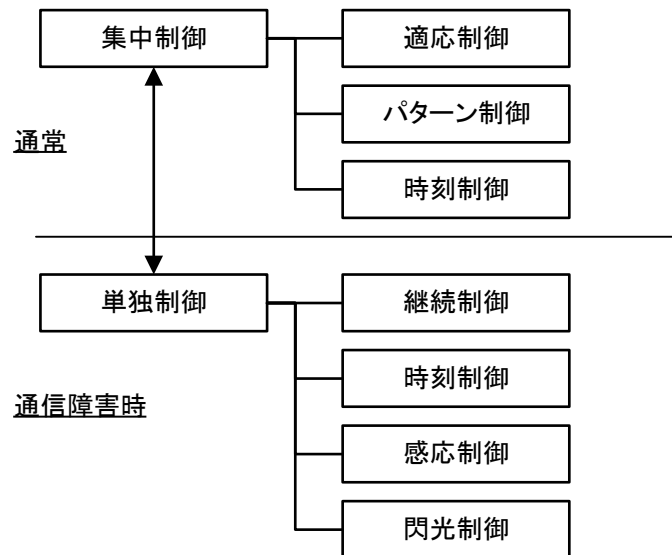 集中制御
適応制御
パターン制御
通常
時刻制御
単独制御
継続制御
時刻制御
通信障害時
感応制御
閃光制御